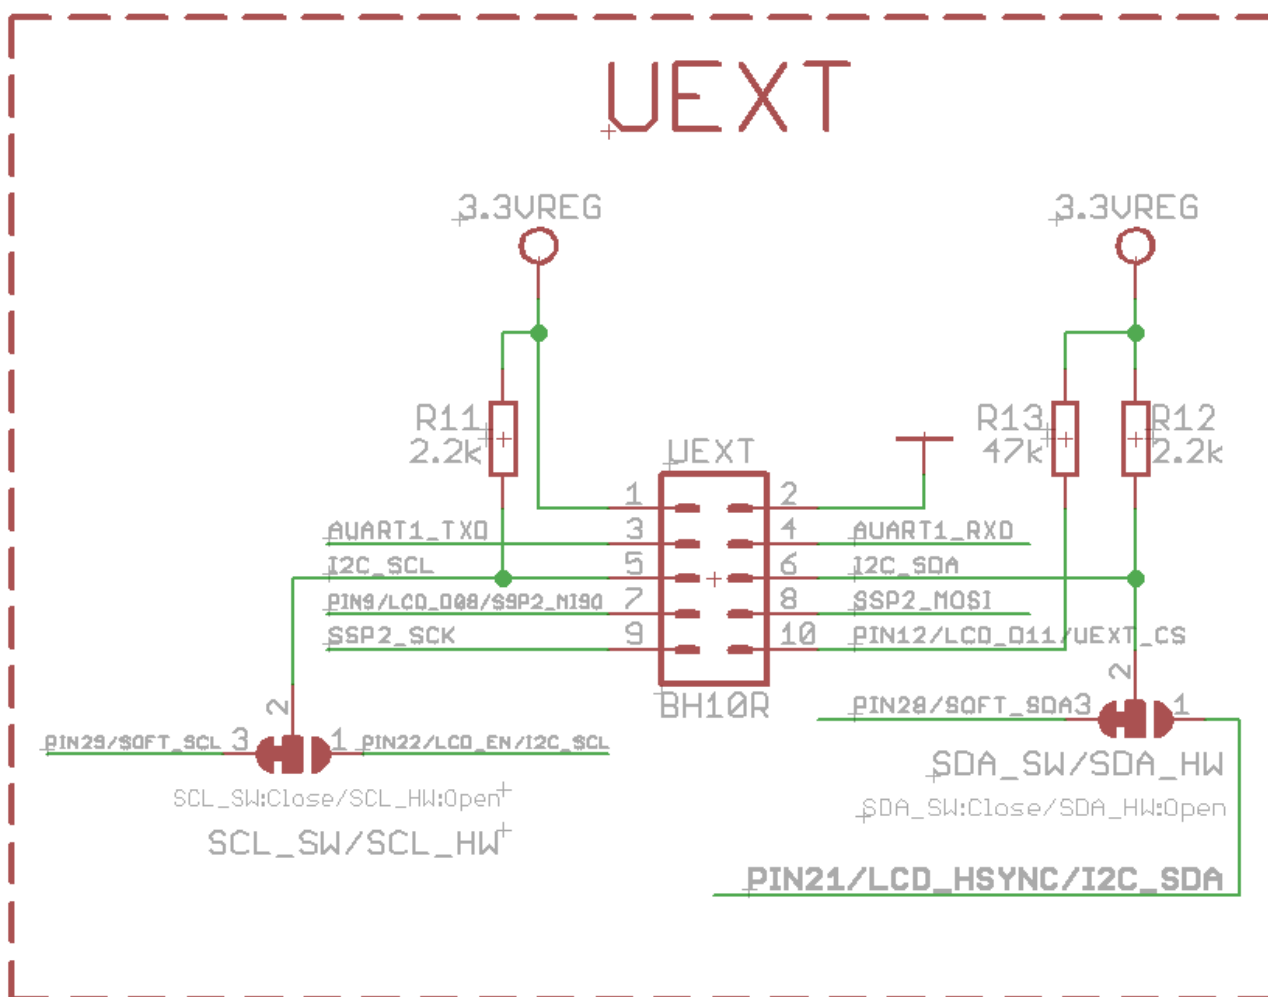 UEXT
3.3VREG 3.3VREG
R11 R13 R12
2.2k 47k 2.2k
UEXT
1 2
AUART1_TXD 3 4 AUART1_RXD
I2C_SCL 5 6 I2C_SDA
PIN9/LCD_D08/SSP2_MISO 7 8 SSP2_MOSI
SSP2_SCK 9 10 PIN12/LCD_D11/UEXT_CS
2
BH10R
2 PIN28/SOFT_SDA 3 1
PIN29/SOFT_SCL 3 1 PIN22/LCD_EN/I2C_SCL
SDA_SW/SDA_HW
SCL_SW:Close/SCL_HW:Open
SDA_SW:Close/SDA_HW:Open
SCL_SW/SCL_HW
PIN21/LCD_HSYNC/I2C_SDA